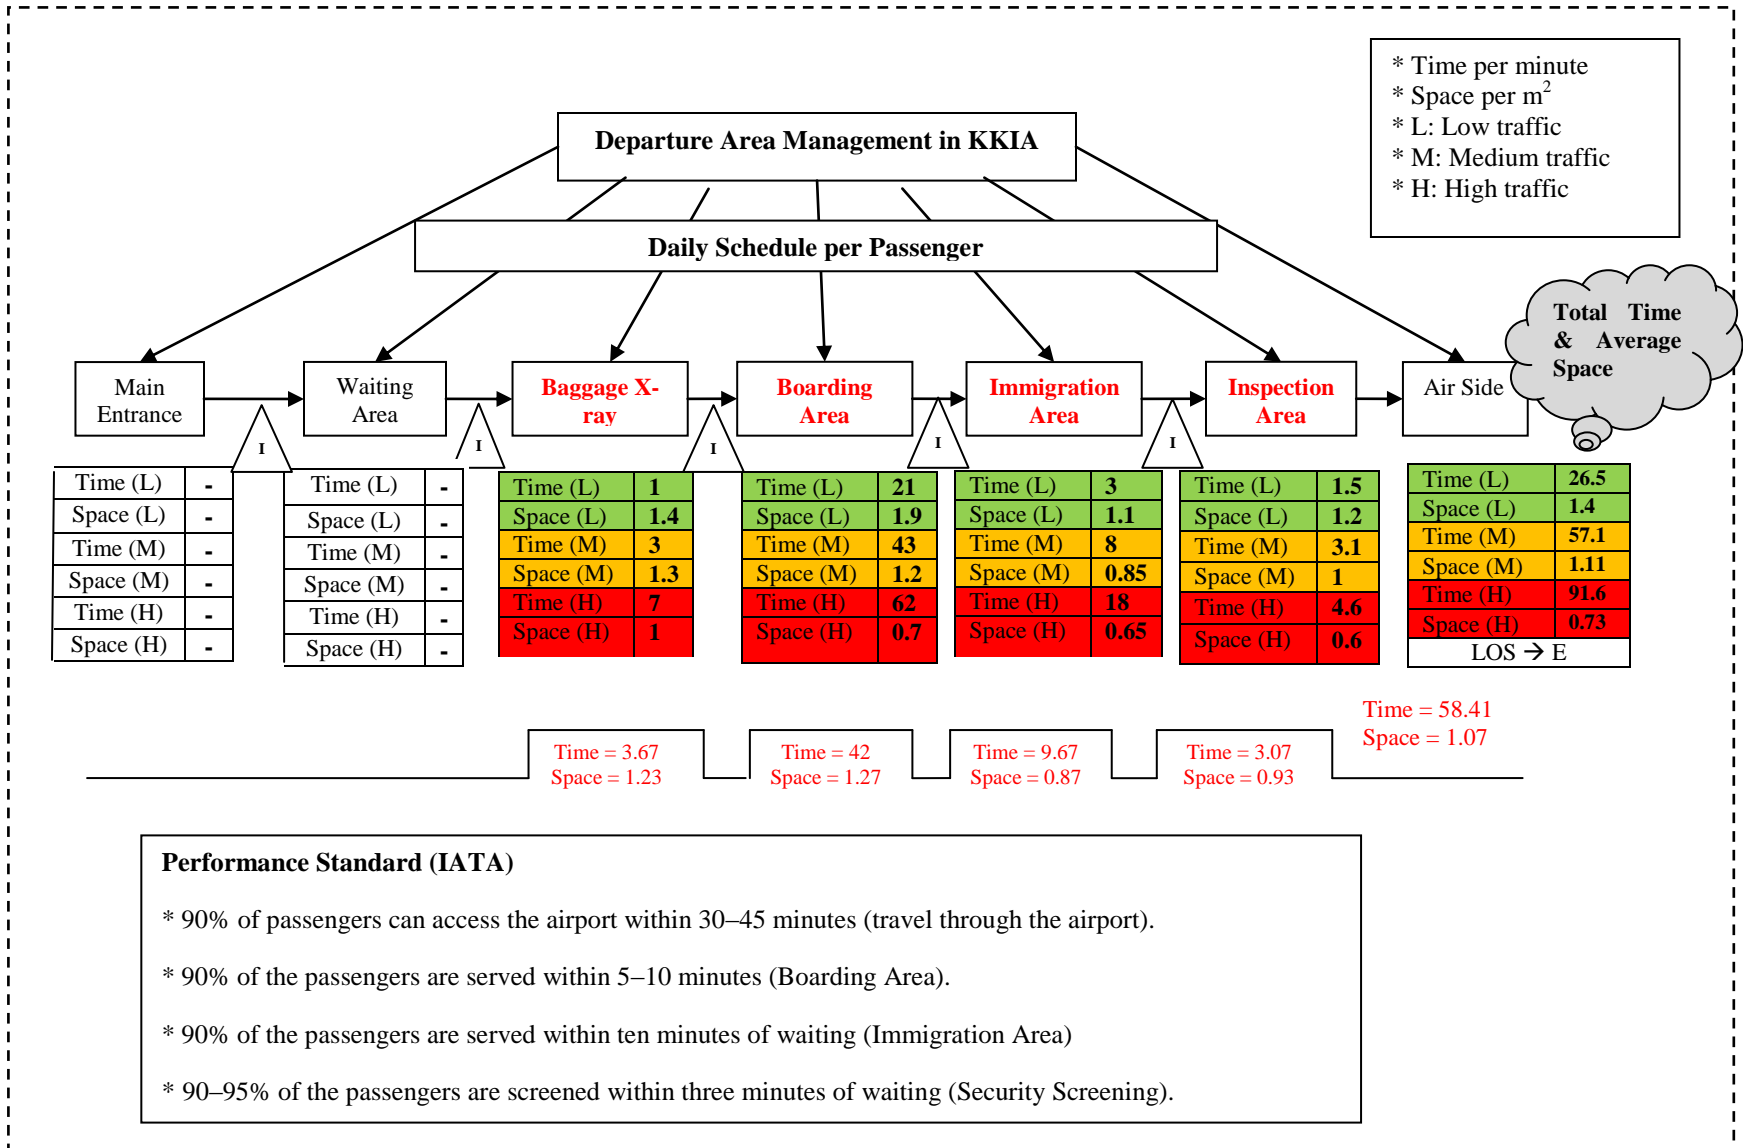 * Time per minute
* Space per m²
* L: Low traffic
* M: Medium traffic
* H: High traffic
Departure Area Management in KKIA
Daily Schedule per Passenger
Total Time
& Average
Space
Main
Entrance
Waiting
Area
Baggage X-
ray
Boarding
Area
Immigration
Area
Inspection
Area
Air Side
I
I
I
I
I
Time (L) -
Space (L) -
Time (M) -
Space (M) -
Time (H) -
Space (H) -
Time (L) -
Space (L) -
Time (M) -
Space (M) -
Time (H) -
Space (H) -
Time (L) 1
Space (L) 1.4
Time (M) 3
Space (M) 1.3
Time (H) 7
Space (H) 1
Time (L) 21
Space (L) 1.9
Time (M) 43
Space (M) 1.2
Time (H) 62
Space (H) 0.7
Time (L) 3
Space (L) 1.1
Time (M) 8
Space (M) 0.85
Time (H) 18
Space (H) 0.65
Time (L) 1.5
Space (L) 1.2
Time (M) 3.1
Space (M) 1
Time (H) 4.6
Space (H) 0.6
Time (L) 26.5
Space (L) 1.4
Time (M) 57.1
Space (M) 1.11
Time (H) 91.6
Space (H) 0.73
LOS → E
Time = 3.67
Space = 1.23
Time = 42
Space = 1.27
Time = 9.67
Space = 0.87
Time = 3.07
Space = 0.93
Time = 58.41
Space = 1.07
Performance Standard (IATA)
* 90% of passengers can access the airport within 30–45 minutes (travel through the airport).
* 90% of the passengers are served within 5–10 minutes (Boarding Area).
* 90% of the passengers are served within ten minutes of waiting (Immigration Area)
* 90–95% of the passengers are screened within three minutes of waiting (Security Screening).